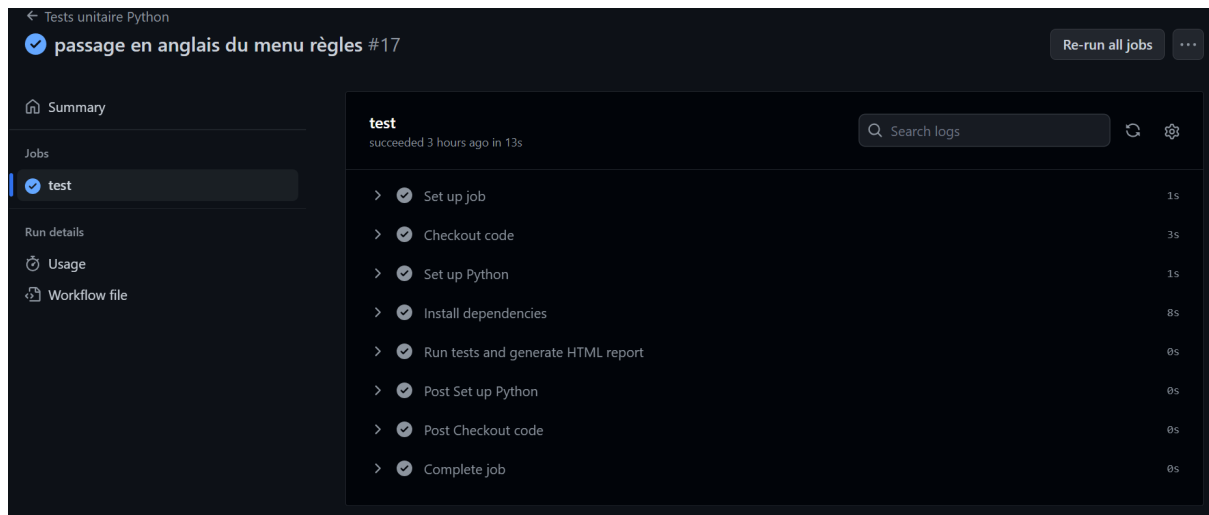 ← Tests unitaire Python
passage en anglais du menu règles #17
Re-run all jobs
...
Summary
Jobs
test
Run details
Usage
Workflow file
test
succeeded 3 hours ago in 13s
Search logs
Set up job 1s
Checkout code 3s
Set up Python 1s
Install dependencies 8s
Run tests and generate HTML report 0s
Post Set up Python 0s
Post Checkout code 0s
Complete job 0s